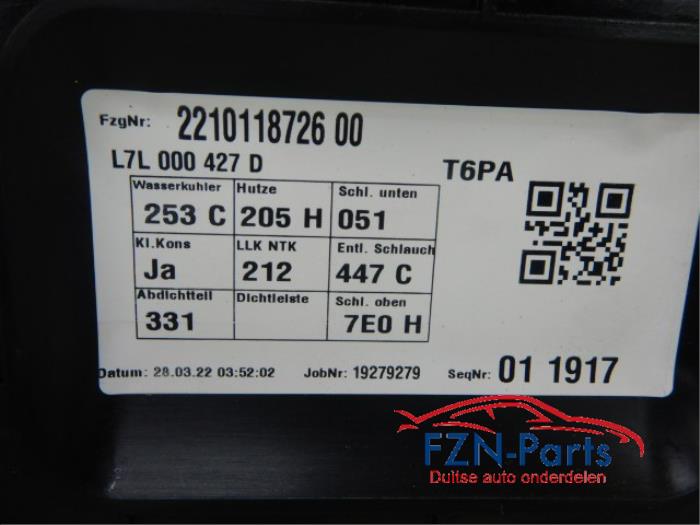 FzgNr: 2210118726 00
L7L 000 427 D
T6PA
Wasserkuhler Hutze Schl. unten
253 C 205 H 051
Kl.Kons LLK NTK Entl. Schlauch
Ja 212 447 C
Abdichtteil Dichtleiste Schl. oben
331 7E0 H
Datum: 28.03.22 03:52:02 JobNr: 19279279 SeqNr: 01 1917
FZN-Parts
Duitse auto onderdelen